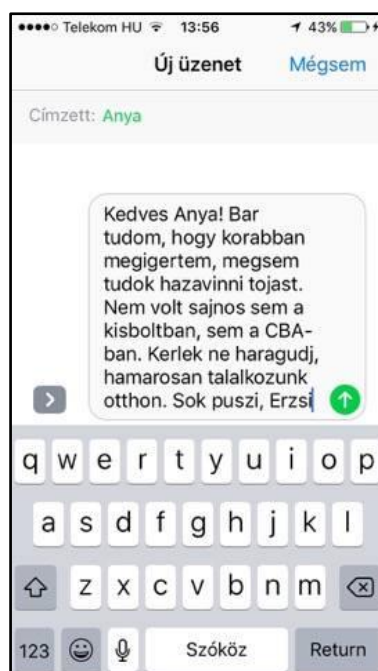 Telekom HU 13:56 43%
Új üzenet Mégsem
Címzett: Anya
Kedves Anya! Bar
tudom, hogy korabban
megigertem, megsem
tudok hazavinni tojast.
Nem volt sajnos sem a
kisboltban, sem a CBA-
ban. Kerlek ne haragudj,
hamarosan talalkozunk
otthon. Sok puszi, Erzsi
q w e r t y u i o p
a s d f g h j k l
z x c v b n m
123 Szóköz Return